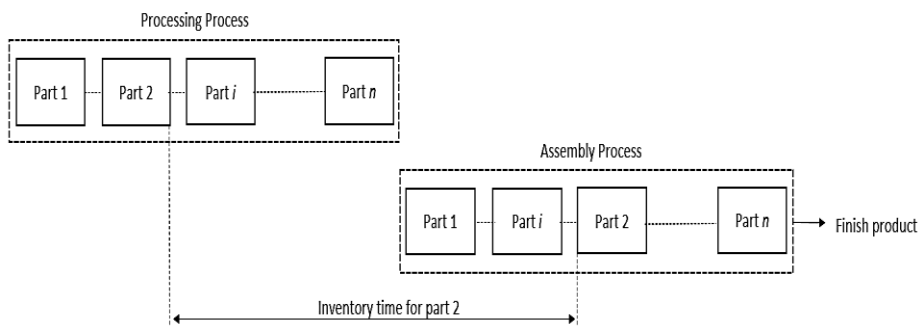 Processing Process
Part 1
Part 2
Part i
Part n
Assembly Process
Part 1
Part i
Part 2
Part n
Finish product
Inventory time for part 2